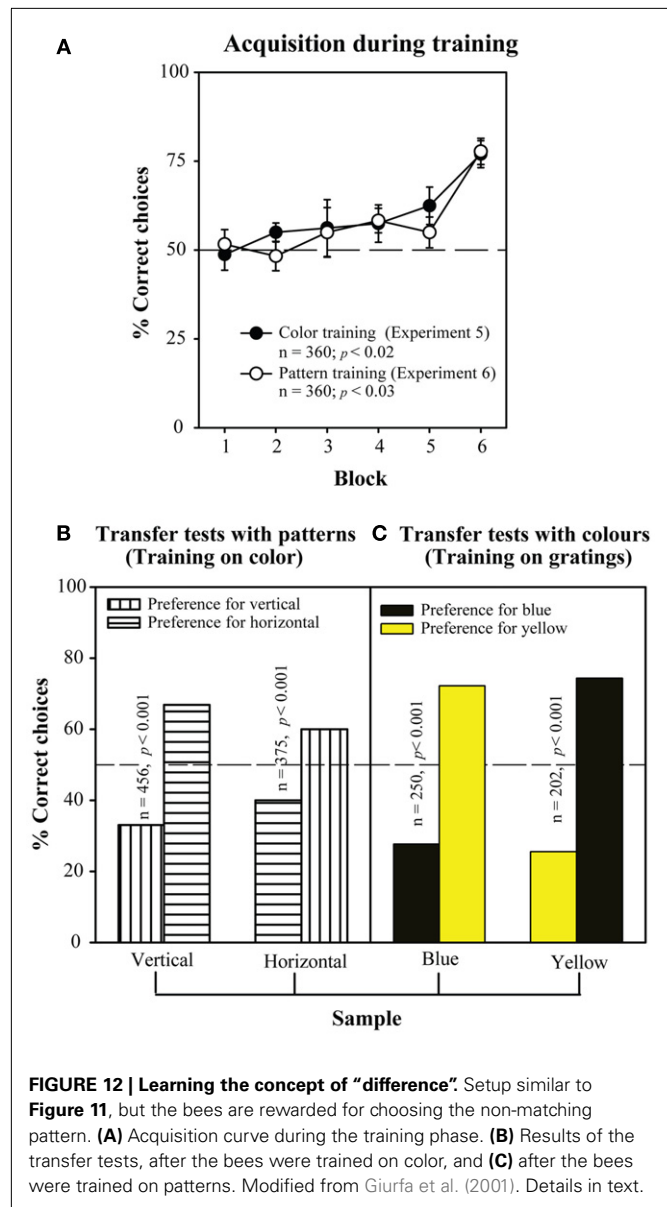 A
Acquisition during training
100
75
50
25
0
% Correct choices
Color training (Experiment 5)
n = 360; p < 0.02
Pattern training (Experiment 6)
n = 360; p < 0.03
1 2 3 4 5 6
Block
B Transfer tests with patterns
(Training on color)
C Transfer tests with colours
(Training on gratings)
100
80
60
40
20
0
% Correct choices
Preference for vertical
Preference for horizontal
Preference for blue
Preference for yellow
n = 456, p < 0.001
n = 375, p < 0.001
n = 250, p < 0.001
n = 202, p < 0.001
Vertical Horizontal Blue Yellow
Sample
FIGURE 12 | Learning the concept of “difference”. Setup similar to
Figure 11, but the bees are rewarded for choosing the non-matching
pattern. (A) Acquisition curve during the training phase. (B) Results of the
transfer tests, after the bees were trained on color, and (C) after the bees
were trained on patterns. Modified from Giurfa et al. (2001). Details in text.